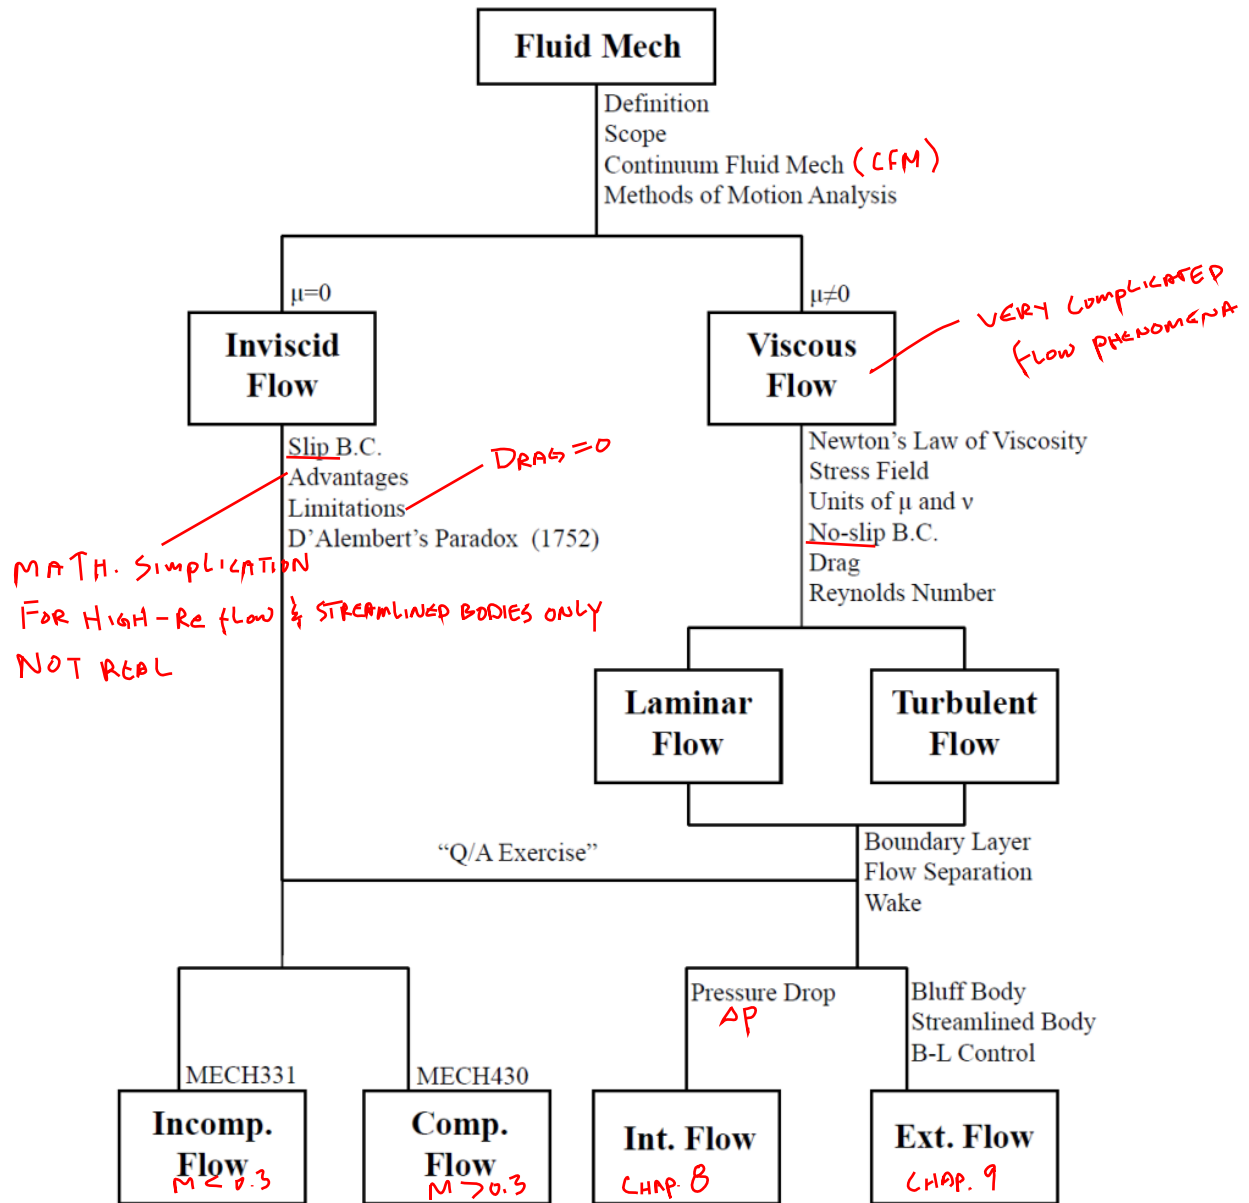 Fluid Mech
Definition
Scope
Continuum Fluid Mech (CFM)
Methods of Motion Analysis
μ=0
μ≠0
Inviscid
Flow
Viscous
Flow
VERY COMPLICATED
FLOW PHENOMENA
Slip B.C.
Advantages
Limitations
D'Alembert's Paradox (1752)
DRAG=0
MATH. SIMPLICATION
FOR HIGH-Re flow & STREAMLINED BODIES ONLY
NOT REAL
Newton's Law of Viscosity
Stress Field
Units of μ and ν
No-slip B.C.
Drag
Reynolds Number
Laminar
Flow
Turbulent
Flow
"Q/A Exercise"
Boundary Layer
Flow Separation
Wake
Pressure Drop
ΔP
Bluff Body
Streamlined Body
B-L Control
MECH331
MECH430
Incomp.
Flow
M<0.3
Comp.
Flow
M>0.3
Int. Flow
CHAP. 8
Ext. Flow
CHAP. 9